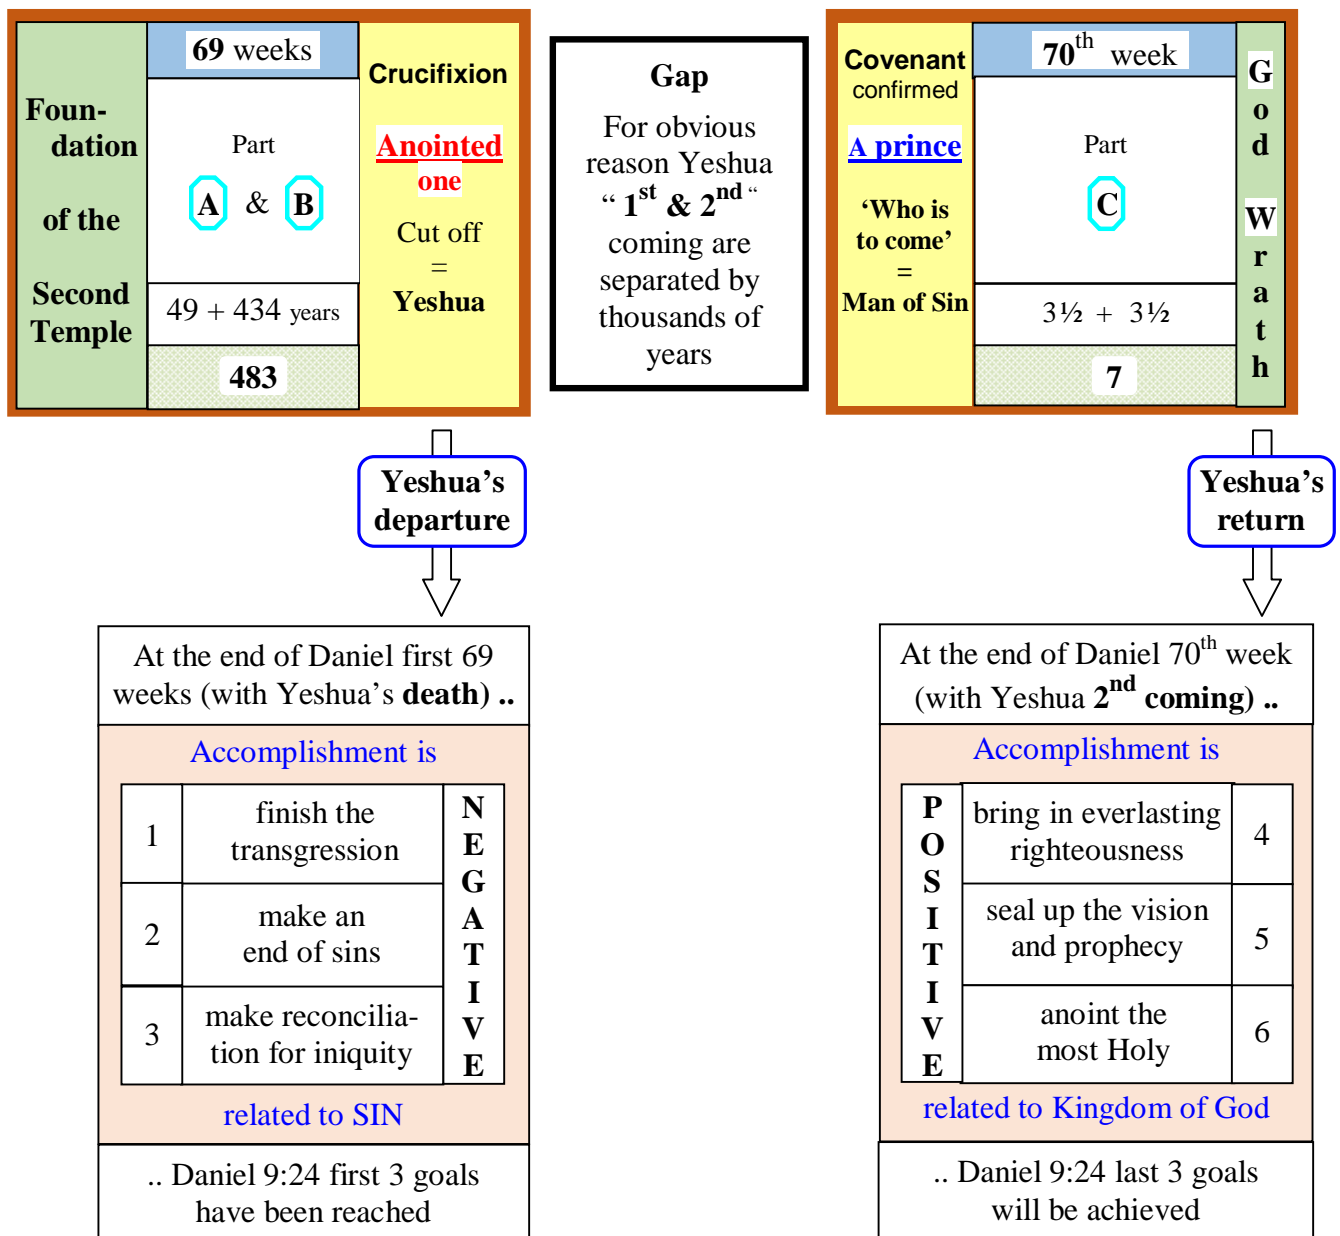 69 weeks
Foun-
dation
of the
Second
Temple
Part
A & B
49 + 434 years
483
Crucifixion
Anointed
one
Cut off
=
Yeshua
Gap
For obvious
reason Yeshua
“ 1st & 2nd “
coming are
separated by
thousands of
years
Covenant
confirmed
A prince
‘Who is
to come’
=
Man of Sin
70th week
Part
C
3½ + 3½
7
God Wrath
Yeshua’s
departure
Yeshua’s
return
At the end of Daniel first 69
weeks (with Yeshua’s death) ..
Accomplishment is
1
finish the
transgression
2
make an
end of sins
3
make reconcilia-
tion for iniquity
NEGATIVE
related to SIN
.. Daniel 9:24 first 3 goals
have been reached
At the end of Daniel 70th week
(with Yeshua 2nd coming) ..
Accomplishment is
POSITIVE
bring in everlasting
righteousness
4
seal up the vision
and prophecy
5
anoint the
most Holy
6
related to Kingdom of God
.. Daniel 9:24 last 3 goals
will be achieved